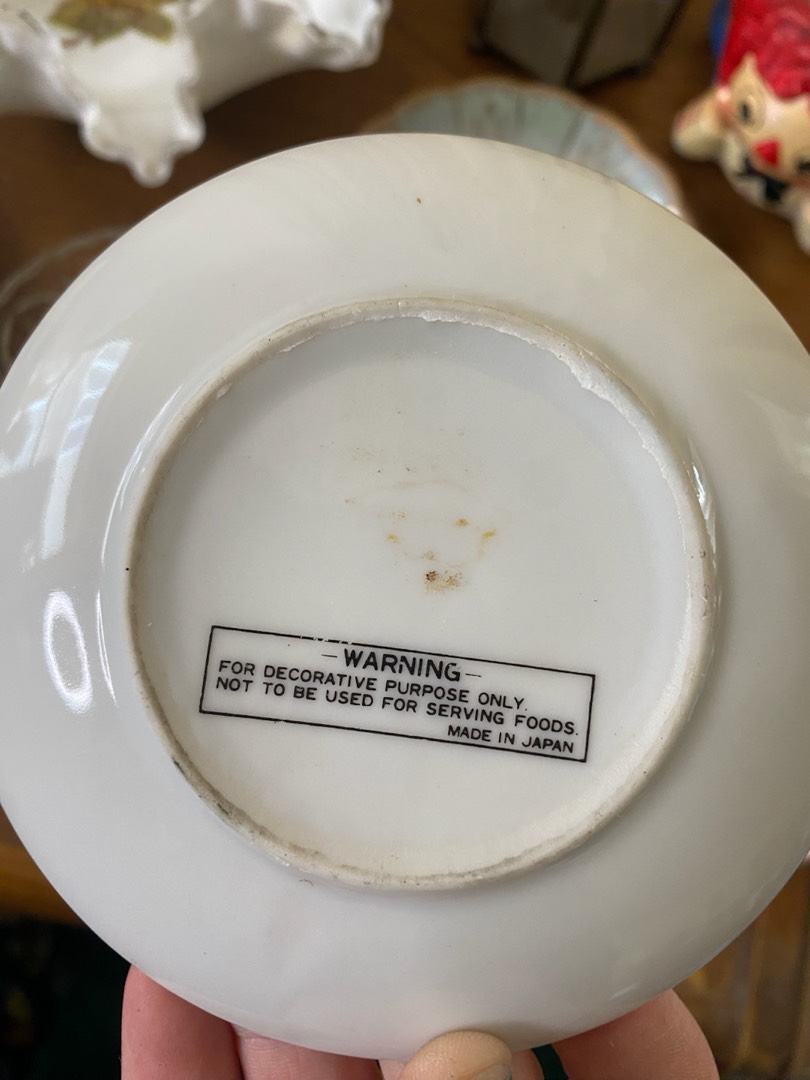 —WARNING—
FOR DECORATIVE PURPOSE ONLY.
NOT TO BE USED FOR SERVING FOODS.
MADE IN JAPAN